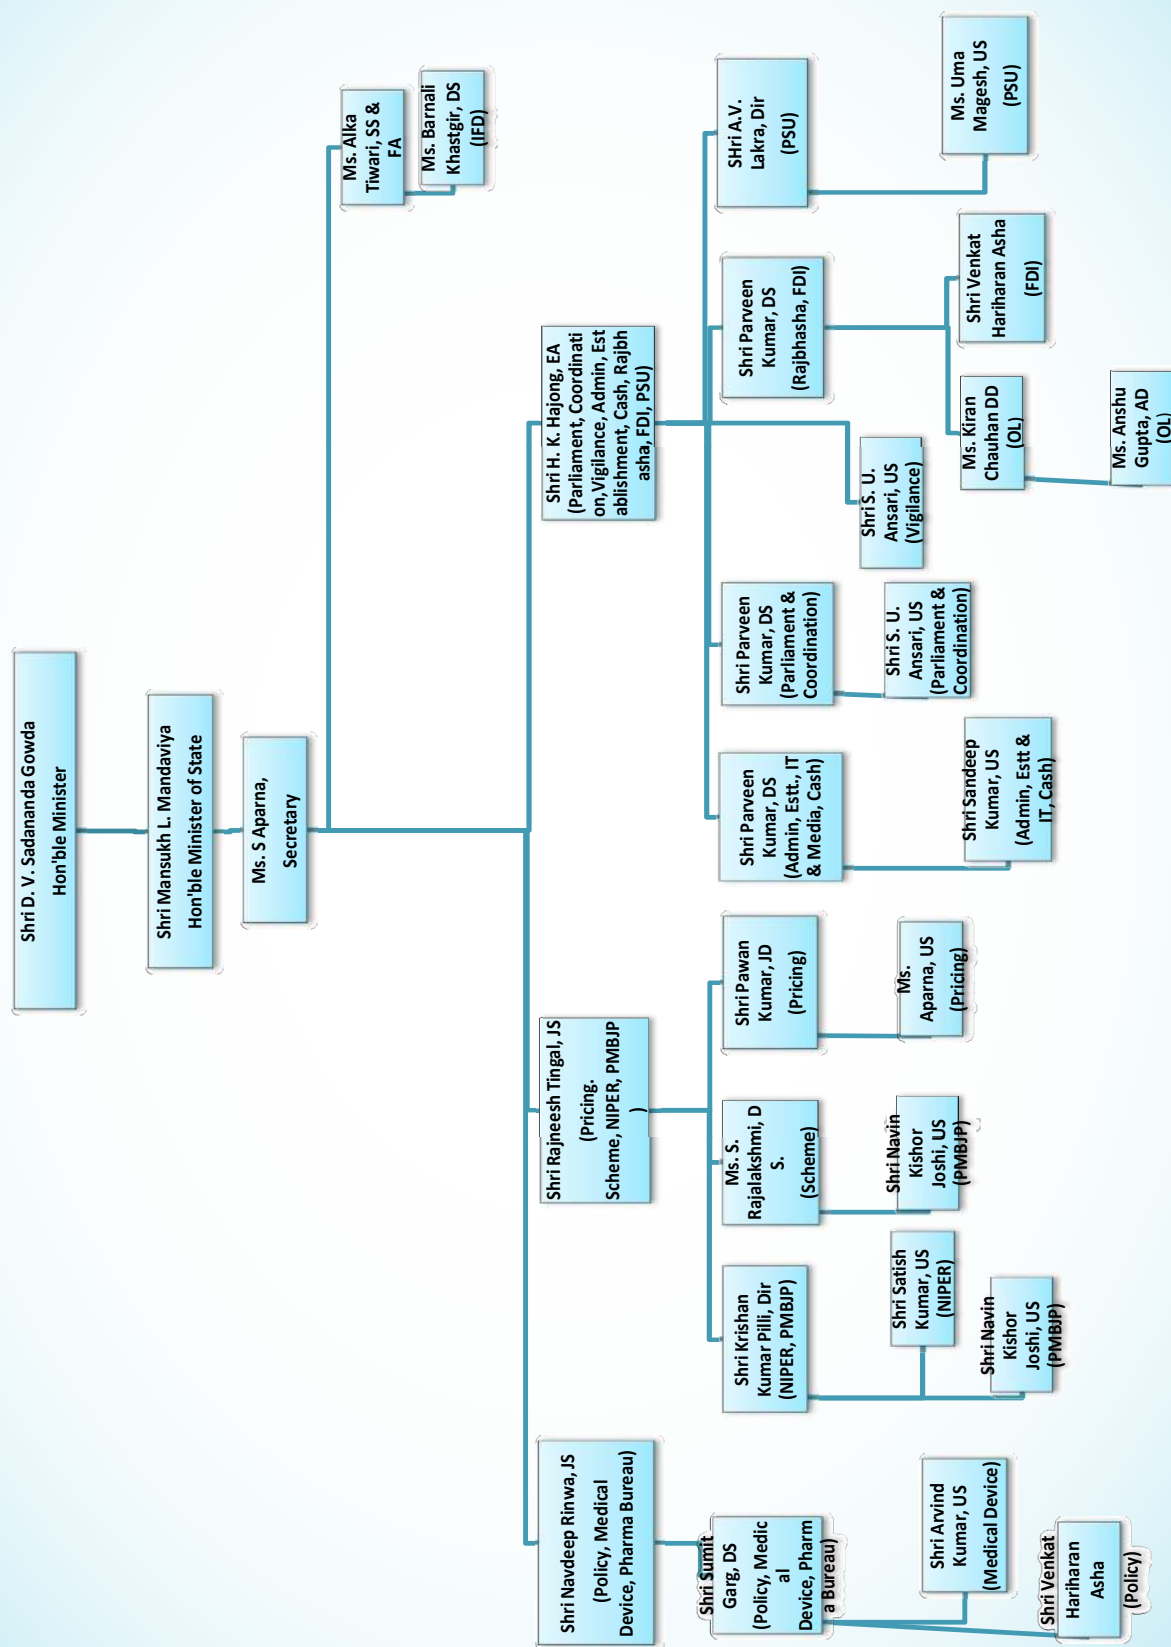 Shri D. V. Sadananda Gowda
Hon'ble Minister
Shri Mansukh L. Mandaviya
Hon'ble Minister of State
Ms. S Aparna,
Secretary
Ms. Alka
Tiwari, SS &
FA
Ms. Barnali
Khastgir, DS
(IFD)
Shri Navdeep Rinwa, JS
(Policy, Medical
Device, Pharma Bureau)
Shri Rajneesh Tingal, JS
(Pricing.
Scheme, NIPER, PMBJP
)
Shri H. K. Hajong, EA
(Parliament, Coordinati
on,Vigilance, Admin, Est
ablishment, Cash, Rajbh
asha, FDI, PSU)
Shri Sumit
Garg, DS
(Policy, Medic
al
Device, Pharm
a Bureau)
Shri Arvind
Kumar, US
(Medical Device)
Shri Venkat
Hariharan
Asha
(Policy)
Shri Krishan
Kumar Pilli, Dir
(NIPER, PMBJP)
Shri Satish
Kumar, US
(NIPER)
Shri Navin
Kishor
Joshi, US
(PMBJP)
Ms. S.
Rajalakshmi, D
S.
(Scheme)
Shri Navin
Kishor
Joshi, US
(PMBJP)
Shri Pawan
Kumar, JD
(Pricing)
Ms.
Aparna, US
(Pricing)
Shri Parveen
Kumar, DS
(Admin, Estt., IT
& Media, Cash)
Shri Sandeep
Kumar, US
(Admin, Estt &
IT, Cash)
Shri Parveen
Kumar, DS
(Parliament &
Coordination)
Shri S. U.
Ansari, US
(Parliament &
Coordination)
Shri S. U.
Ansari, US
(Vigilance)
Shri Parveen
Kumar, DS
(Rajbhasha, FDI)
Ms. Kiran
Chauhan DD
(OL)
Ms. Anshu
Gupta, AD
(OL)
Shri Venkat
Hariharan Asha
(FDI)
SHri A.V.
Lakra, Dir
(PSU)
Ms. Uma
Magesh, US
(PSU)